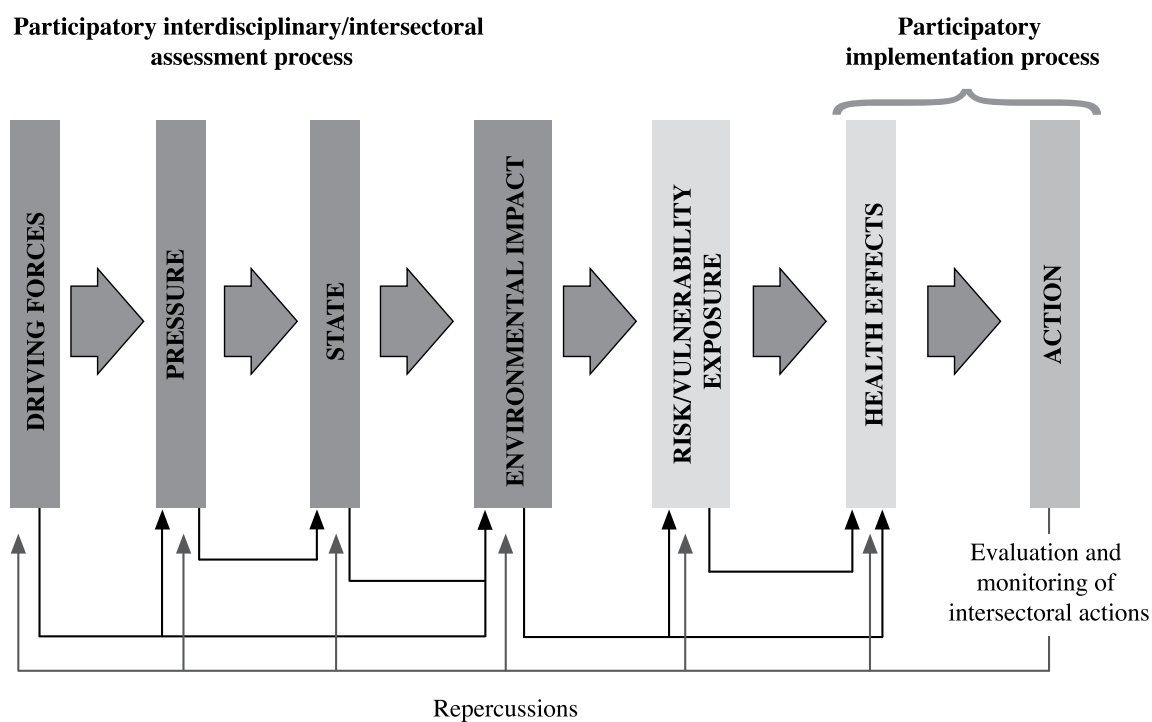 Participatory interdisciplinary/intersectoral
assessment process
Participatory
implementation process
DRIVING FORCES
PRESSURE
STATE
ENVIRONMENTAL IMPACT
RISK/VULNERABILITY
EXPOSURE
HEALTH EFFECTS
ACTION
Evaluation and
monitoring of
intersectoral actions
Repercussions